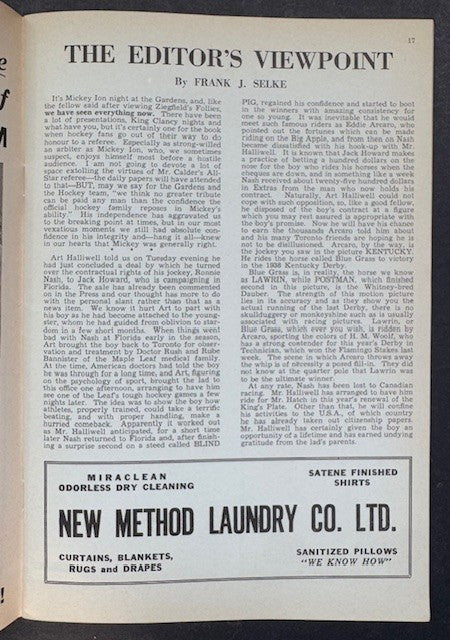 17
THE EDITOR'S VIEWPOINT
By FRANK J. SELKE
It's Mickey Ion night at the Gardens, and, like
the fellow said after viewing Ziegfield's Follies,
we have seen everything now. There have been
a lot of presentations, King Clancy nights and
what have you, but it's certainly one for the book
when hockey fans go out of their way to do
honour to a referee. Especially as strong-willed
an arbiter as Mickey Ion, who, we sometimes
suspect, enjoys himself most before a hostile
audience. I am not going to devote a lot of
space extolling the virtues of Mr. Calder's All-
Star referee—the daily papers will have attended
to that—BUT, may we say for the Gardens and
the Hockey team, "we think no greater tribute
can be paid any man than the confidence the
official hockey family reposes in Mickey's
ability." His independence has aggravated us
to the breaking point at times, but in our most
vexatious moments we still had absolute con-
fidence in his integrity—and hang it all—knew
in our hearts that Mickey was generally right.
* * * *
Art Halliwell told us on Tuesday evening he
had just concluded a deal by which he turned
over the contractual rights of his jockey, Ronnie
Nash, to Jack Howard, who is campaigning in
Florida. The sale has already been commented
on in the Press and our thought has more to do
with the personal slant rather than that as a
news item. We know it hurt Art to part with
his boy as he had become attached to the young-
ster, whom he had guided from oblivion to star-
dom in a few short months. When things went
bad with Nash at Florida early in the season,
Art brought the boy back to Toronto for obser-
vation and treatment by Doctor Rush and Rube
Bannister of the Maple Leaf medical family.
At the time, American doctors had told the boy
he was through for a long time, and Art, figuring
on the psychology of sport, brought the lad to
this office one afternoon, arranging to have him
see one of the Leaf's tough hockey games a few
nights later. The idea was to show the boy how
athletes, properly trained, could take a terrific
beating, and with proper handling, make a
hurried comeback. Apparently it worked out
as Mr. Halliwell anticipated, for a short time
later Nash returned to Florida and, after finish-
ing a surprise second on a steed called BLIND
PIG, regained his confidence and started to boot
in the winners with amazing consistency for
one so young. It was inevitable that he would
meet such famous riders as Eddie Arcaro, who
pointed out the fortunes which can be made
riding on the Big Apple, and from then on Nash
became dissatisfied with his hook-up with Mr.
Halliwell. It is known that Jack Howard makes
a practice of betting a hundred dollars on the
nose for the boy who rides his horses when the
cheques are down, and in something like a week
Nash received about twenty-five hundred dollars
in Extras from the man who now holds his
contract. Naturally, Art Halliwell could not
cope with such opposition, so, like a good fellow,
he disposed of the boy's contract at a figure
which you may rest assured is appropriate with
the boy's promise. Now he will have his chance
to earn the thousands Arcaro told him about
and his many Toronto friends are hoping he is
not to be disillusioned. Arcaro, by the way, is
the jockey you saw in the picture KENTUCKY.
He rides the horse called Blue Grass to victory
in the 1938 Kentucky Derby.
Blue Grass is, in reality, the horse we know
as LAWRIN, while POSTMAN, which finished
second in this picture, is the Whitney-bred
Dauber. The strength of this motion picture
lies in its accuracy and as they show you the
actual running of the last Derby, there is no
skullduggery or monkeyshine such as is usually
associated with racing pictures. Lawrin, or
Blue Grass, which ever you wish, is ridden by
Arcaro, sporting the colors of H. M. Woolf, who
has a strong contender for this year's Derby in
Technician, which won the Flamingo Stakes last
week. The scene in which Arcaro throws away
the whip is of necessity a posed fill-in. They did
not know at the quarter pole that Lawrin was
to be the ultimate winner.
At any rate, Nash has been lost to Canadian
racing. Mr. Halliwell has arranged to have him
ride for Mr. Hatch in this year's renewal of the
King's Plate. Other than that, he will confine
his activities to the U.S.A., of which country
he has already taken out citizenship papers.
Mr. Halliwell has certainly given the boy an
opportunity of a lifetime and has earned undying
gratitude from the lad's parents.
MIRACLEAN
ODORLESS DRY CLEANING
SATENE FINISHED
SHIRTS
NEW METHOD LAUNDRY CO. LTD.
CURTAINS, BLANKETS,
RUGS and DRAPES
SANITIZED PILLOWS
"WE KNOW HOW"